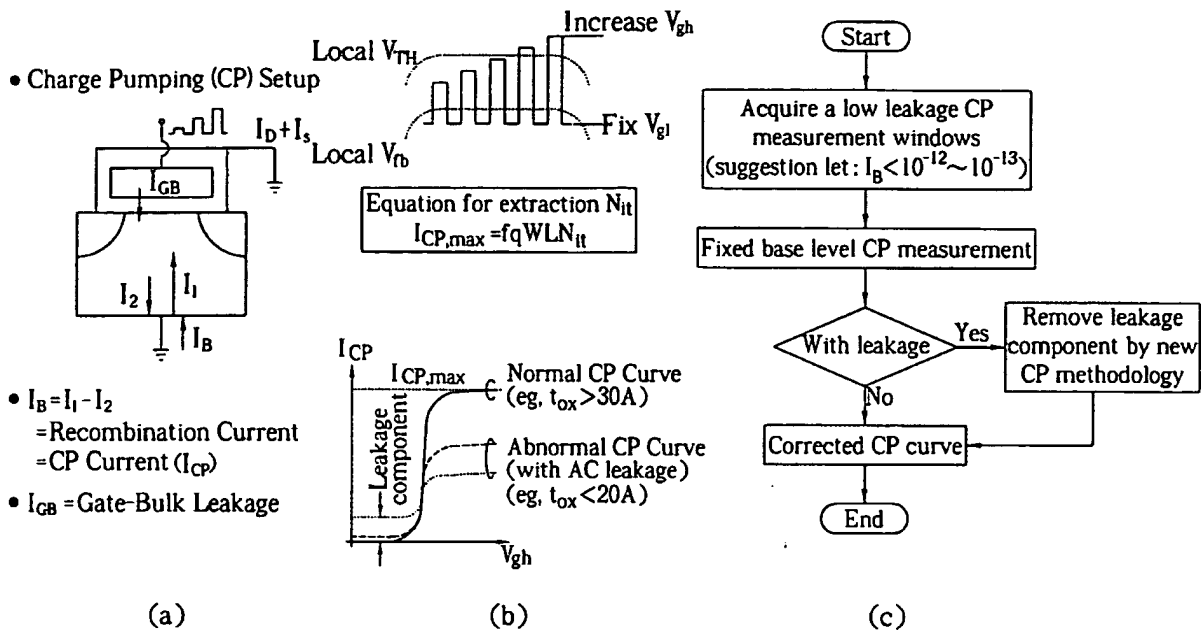 • Charge Pumping (CP) Setup
I_D+I_s
I_GB
I_2
I_1
I_B
• I_B=I_1-I_2
=Recombination Current
=CP Current (I_CP)
• I_GB=Gate-Bulk Leakage
(a)
Increase V_gh
Local V_TH
Fix V_gl
Local V_fb
Equation for extraction N_it
I_CP,max=fqWLN_it
I_CP
I_CP,max
Normal CP Curve
(eg, t_ox>30A)
Leakage
component
Abnormal CP Curve
(with AC leakage)
(eg, t_ox<20A)
V_gh
(b)
Start
Acquire a low leakage CP
measurement windows
(suggestion let: I_B<10^-12~10^-13)
Fixed base level CP measurement
With leakage
Yes
Remove leakage
component by new
CP methodology
No
Corrected CP curve
End
(c)